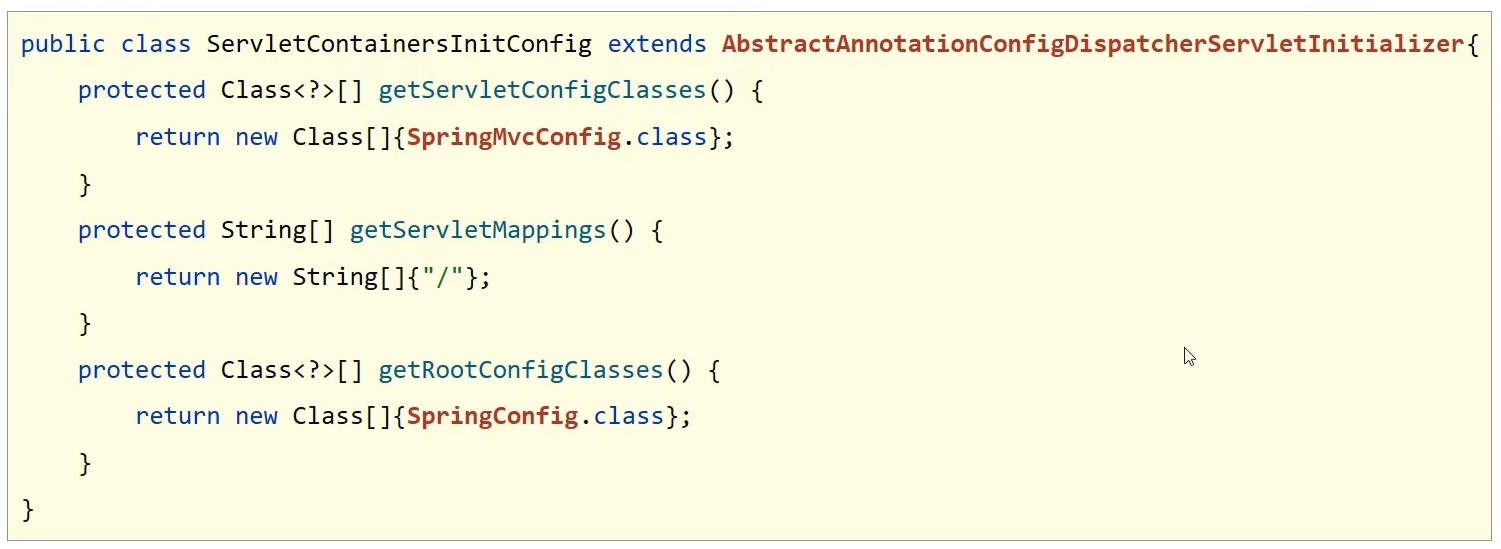 public class ServletContainersInitConfig extends AbstractAnnotationConfigDispatcherServletInitializer{
    protected Class<?>[] getServletConfigClasses() {
        return new Class[]{SpringMvcConfig.class};
    }
    protected String[] getServletMappings() {
        return new String[]{"/"};
    }
    protected Class<?>[] getRootConfigClasses() {
        return new Class[]{SpringConfig.class};
    }
}